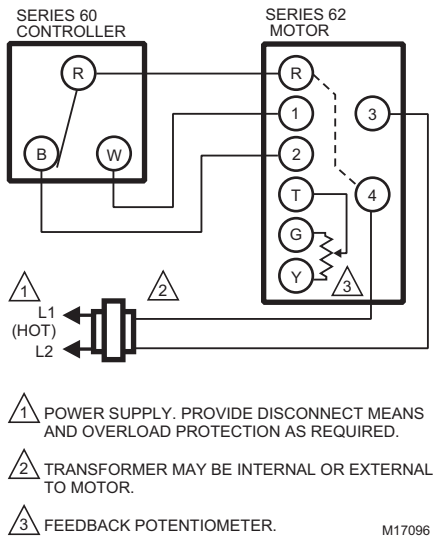 SERIES 60
CONTROLLER
SERIES 62
MOTOR
R
B
W
R
1
2
T
G
Y
3
4
1
2
3
L1
(HOT)
L2
1 POWER SUPPLY. PROVIDE DISCONNECT MEANS
AND OVERLOAD PROTECTION AS REQUIRED.
2 TRANSFORMER MAY BE INTERNAL OR EXTERNAL
TO MOTOR.
3 FEEDBACK POTENTIOMETER.
M17096